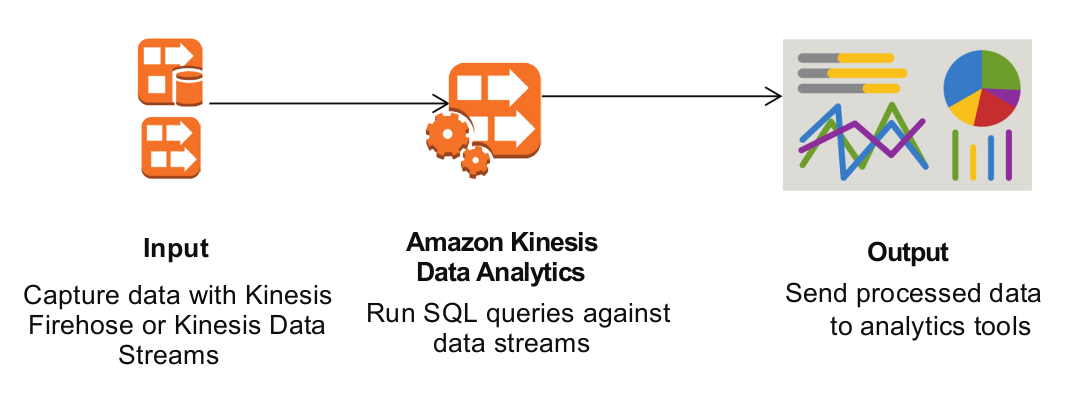 Input
Capture data with Kinesis
Firehose or Kinesis Data
Streams
Amazon Kinesis
Data Analytics
Run SQL queries against
data streams
Output
Send processed data
to analytics tools